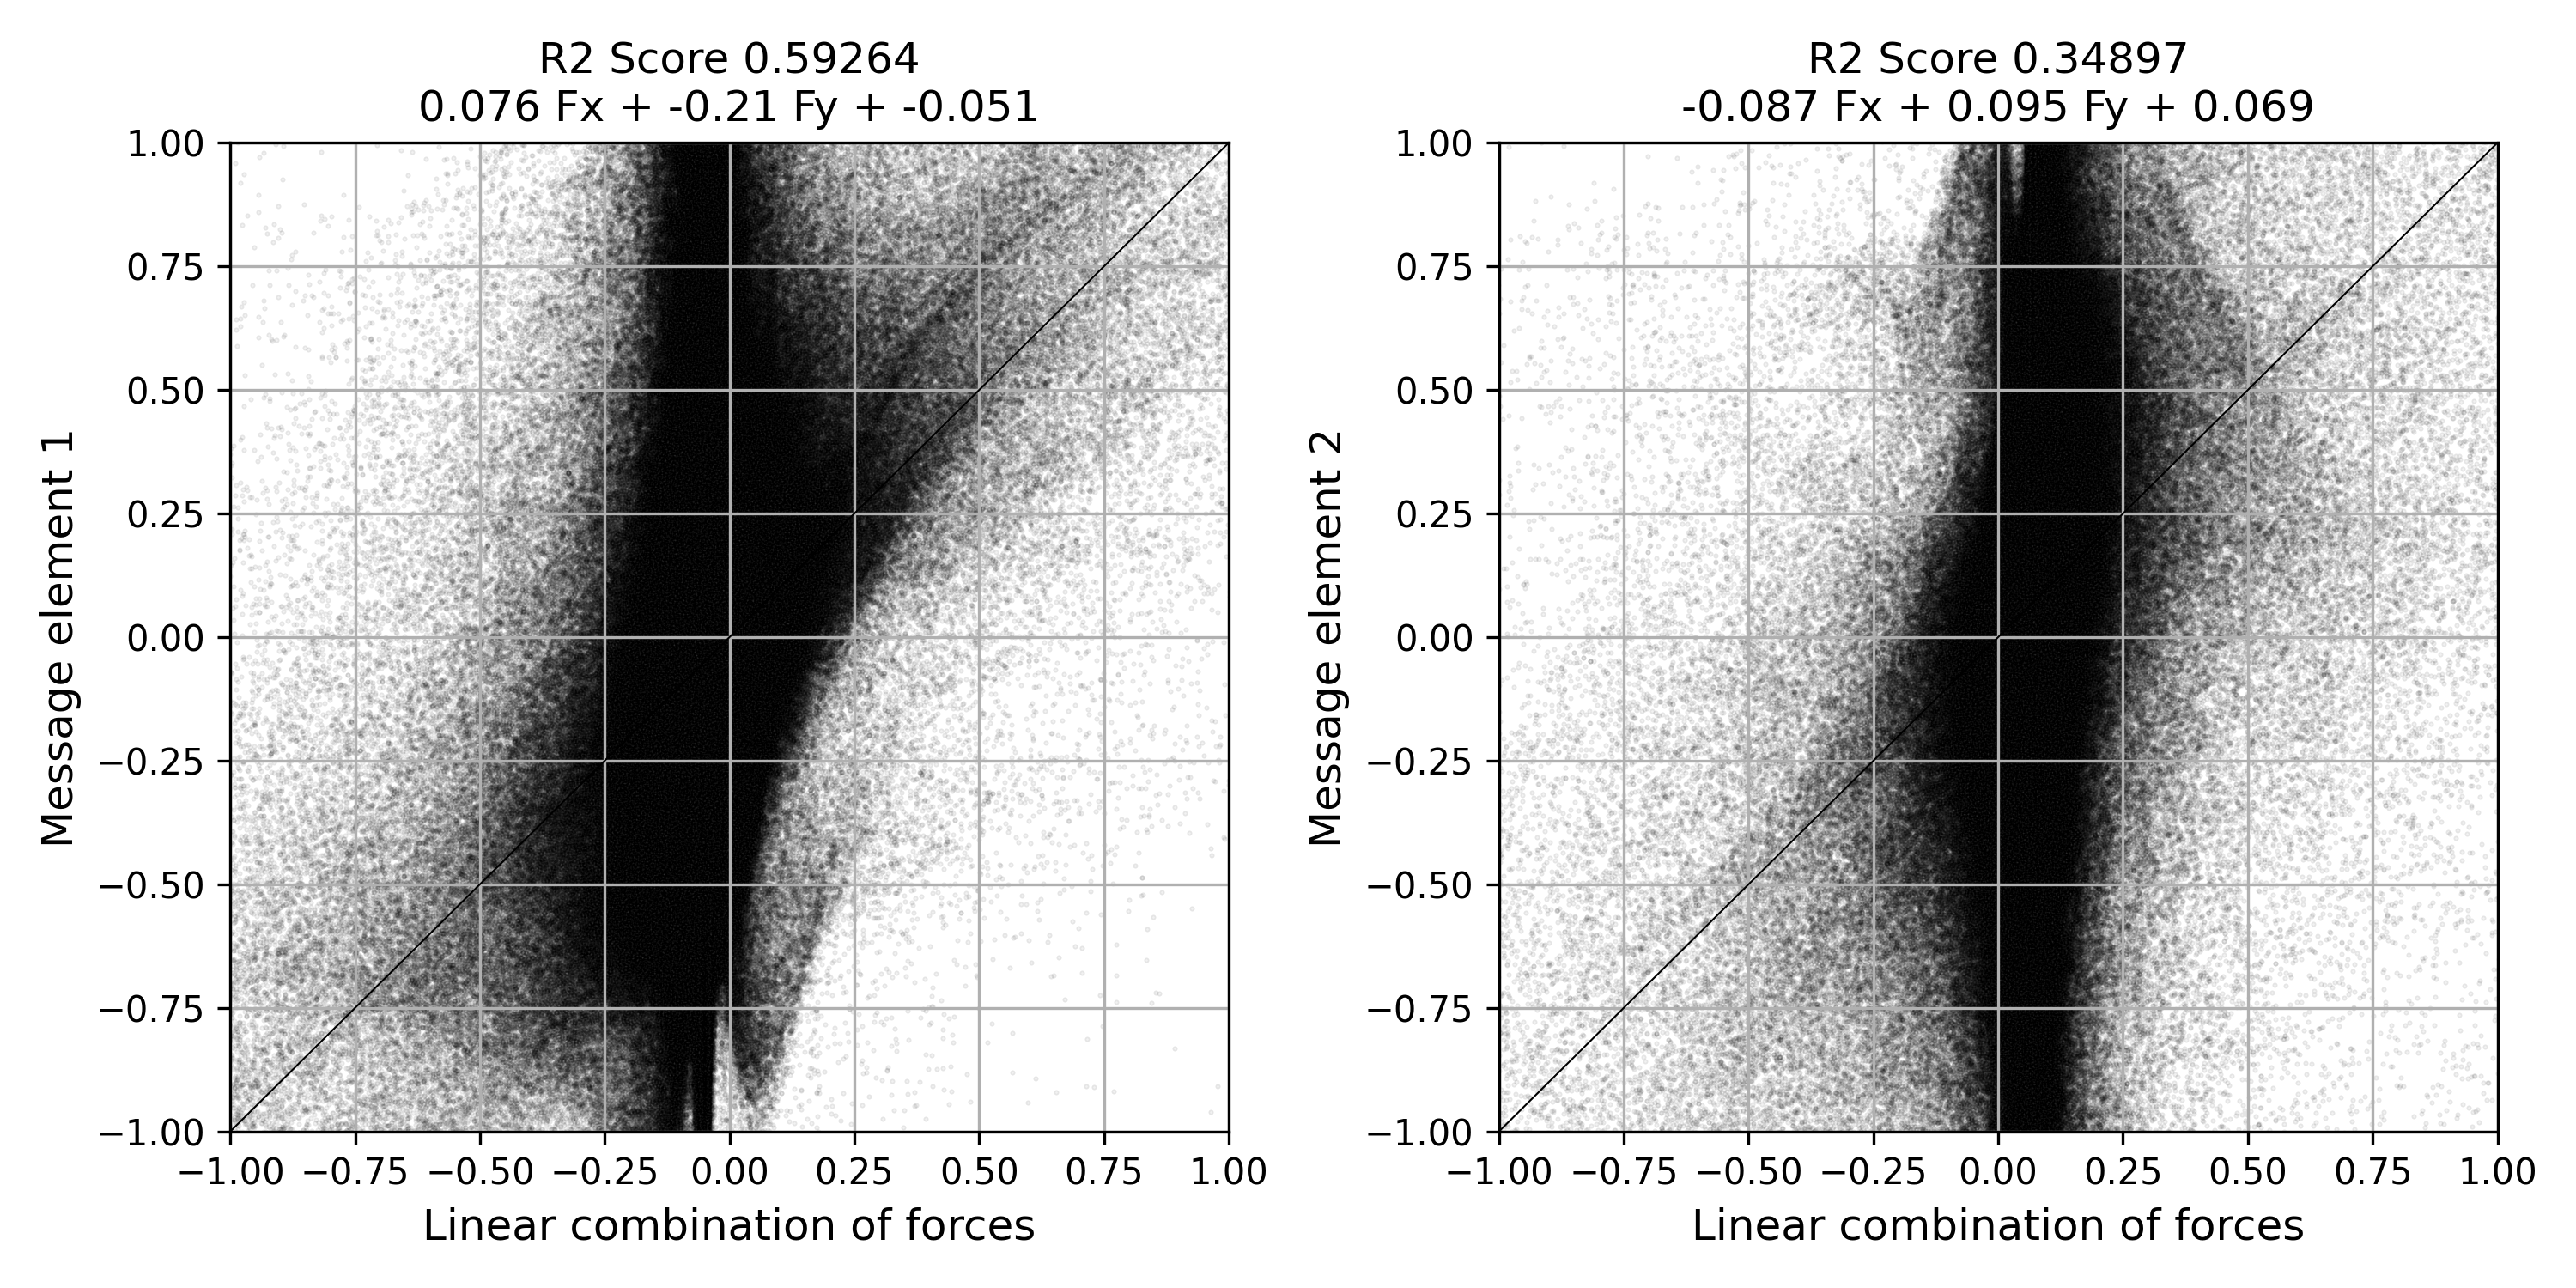 R2 Score 0.59264
0.076 Fx + -0.21 Fy + -0.051
1.00
0.75
0.50
0.25
0.00
−0.25
−0.50
−0.75
−1.00
Message element 1
−1.00 −0.75 −0.50 −0.25 0.00 0.25 0.50 0.75 1.00
Linear combination of forces
R2 Score 0.34897
-0.087 Fx + 0.095 Fy + 0.069
1.00
0.75
0.50
0.25
0.00
−0.25
−0.50
−0.75
−1.00
Message element 2
−1.00 −0.75 −0.50 −0.25 0.00 0.25 0.50 0.75 1.00
Linear combination of forces